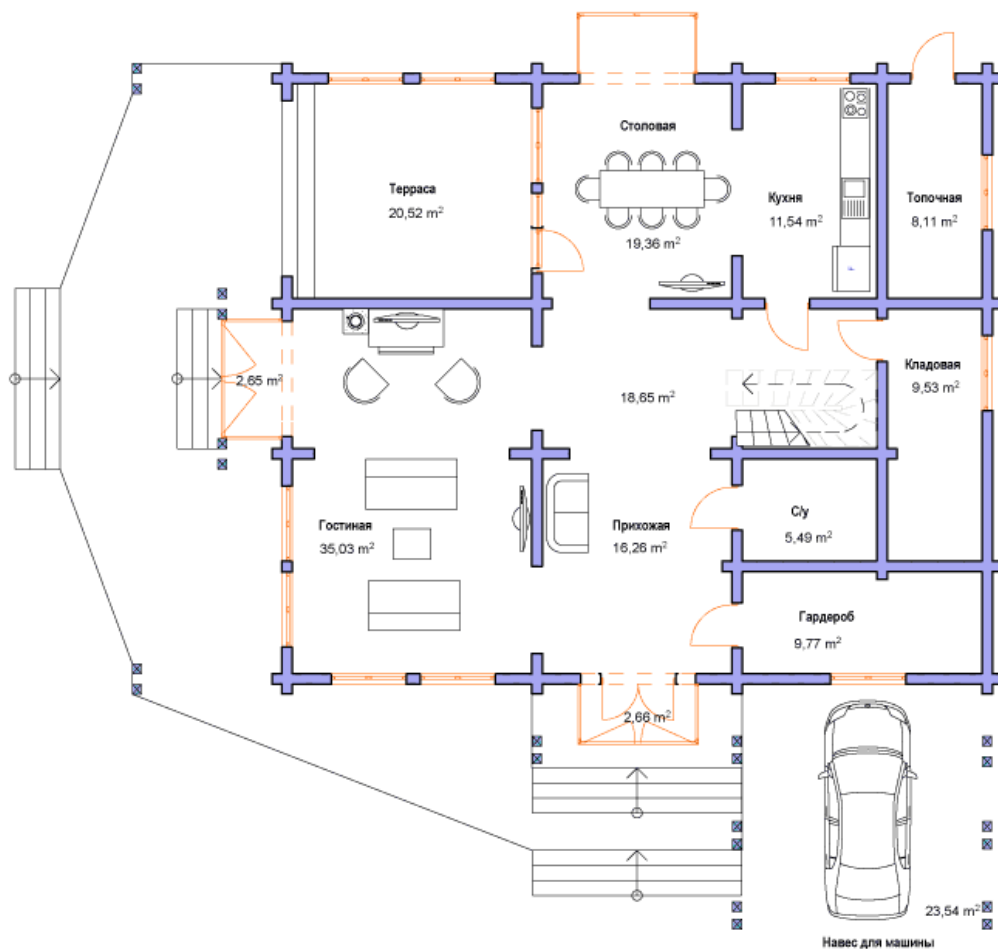 Столовая
19,36 m²
Терраса
20,52 m²
Кухня
11,54 m²
Топочная
8,11 m²
F
2,65 m²
18,65 m²
Кладовая
9,53 m²
Гостиная
35,03 m²
Прихожая
16,26 m²
С/у
5,49 m²
Гардероб
9,77 m²
2,66 m²
23,54 m²
Навес для машины